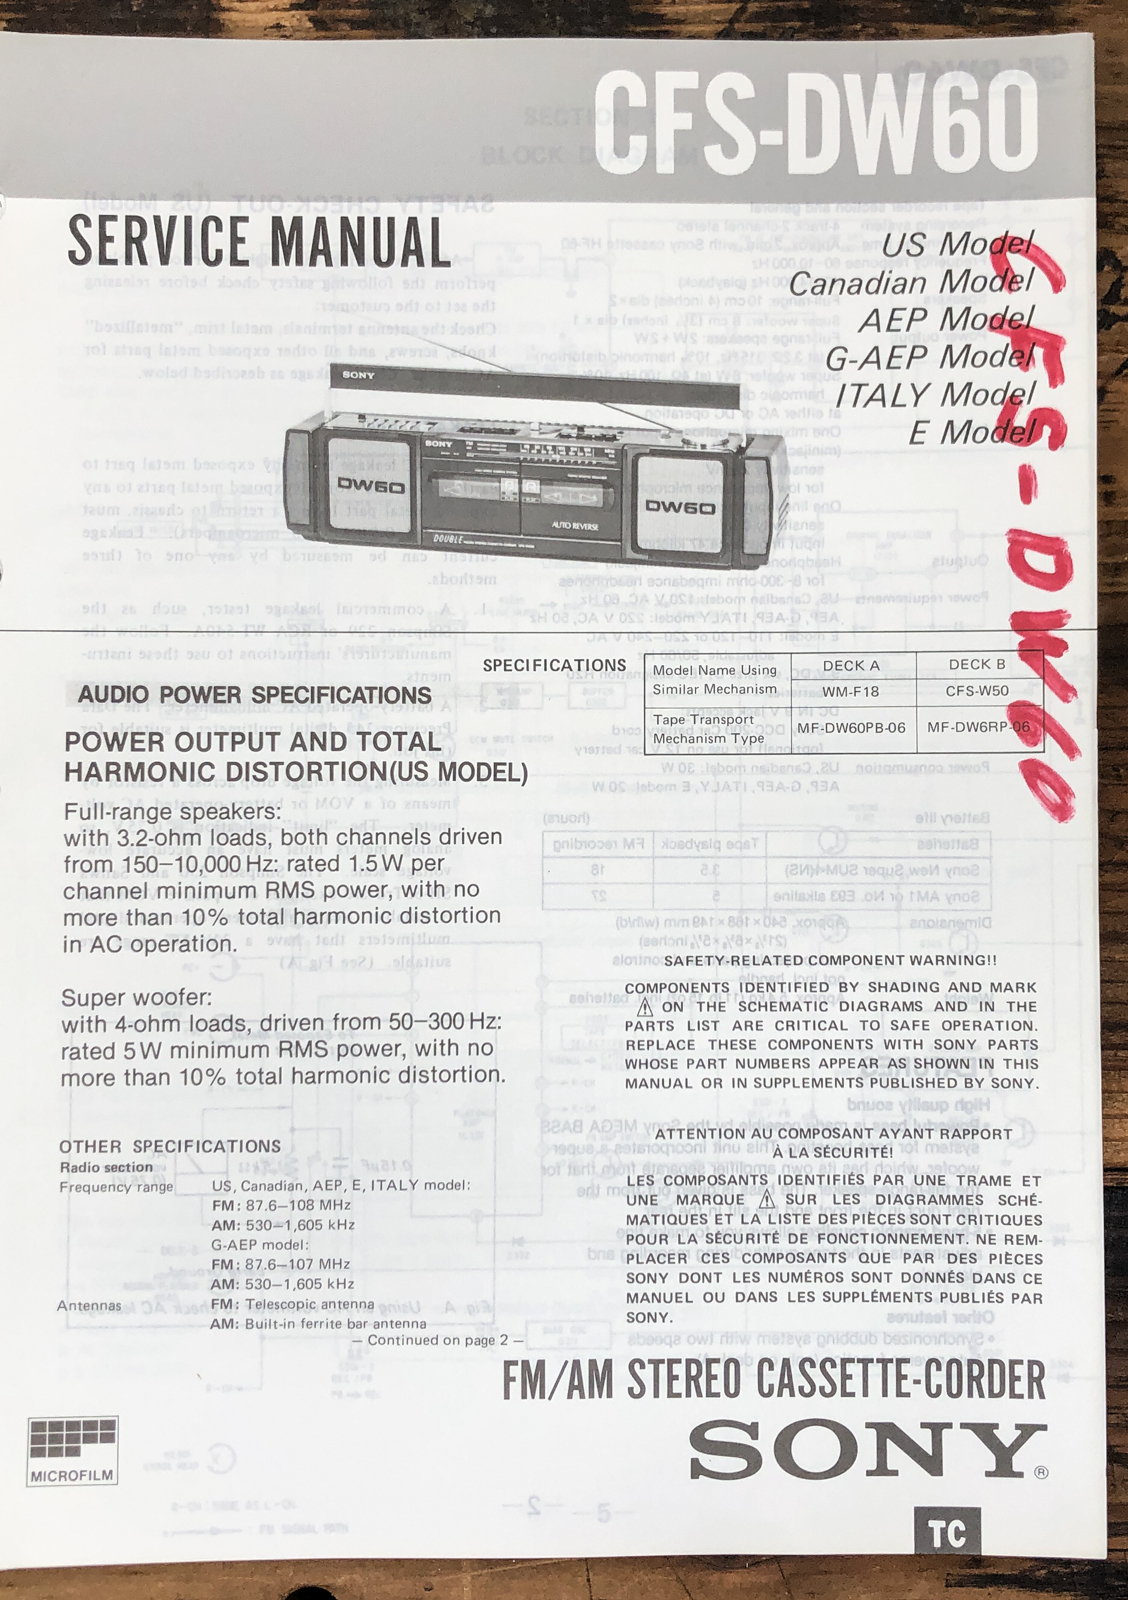 CFS-DW60
SERVICE MANUAL
US Model
Canadian Model
AEP Model
G-AEP Model
ITALY Model
E Model
CFS-DW60
SONY
SONY
DW60
DW60
AUTO REVERSE
DOUBLE
SPECIFICATIONS
Model Name Using
Similar Mechanism
DECK A
DECK B
WM-F18
CFS-W50
Tape Transport
Mechanism Type
MF-DW60PB-06
MF-DW6RP-06
AUDIO POWER SPECIFICATIONS
POWER OUTPUT AND TOTAL
HARMONIC DISTORTION(US MODEL)
Full-range speakers:
with 3.2-ohm loads, both channels driven
from 150–10,000 Hz: rated 1.5 W per
channel minimum RMS power, with no
more than 10% total harmonic distortion
in AC operation.
Super woofer:
with 4-ohm loads, driven from 50–300 Hz:
rated 5 W minimum RMS power, with no
more than 10% total harmonic distortion.
OTHER SPECIFICATIONS
Radio section
Frequency range US, Canadian, AEP, E, ITALY model:
FM: 87.6–108 MHz
AM: 530–1,605 kHz
G-AEP model:
FM: 87.6–107 MHz
AM: 530–1,605 kHz
Antennas FM: Telescopic antenna
AM: Built-in ferrite bar antenna
— Continued on page 2 —
SAFETY-RELATED COMPONENT WARNING!!
COMPONENTS IDENTIFIED BY SHADING AND MARK
⚠ ON THE SCHEMATIC DIAGRAMS AND IN THE
PARTS LIST ARE CRITICAL TO SAFE OPERATION.
REPLACE THESE COMPONENTS WITH SONY PARTS
WHOSE PART NUMBERS APPEAR AS SHOWN IN THIS
MANUAL OR IN SUPPLEMENTS PUBLISHED BY SONY.
ATTENTION AU COMPOSANT AYANT RAPPORT
À LA SÉCURITÉ!
LES COMPOSANTS IDENTIFIÉS PAR UNE TRAME ET
UNE MARQUE ⚠ SUR LES DIAGRAMMES SCHÉ-
MATIQUES ET LA LISTE DES PIÈCES SONT CRITIQUES
POUR LA SÉCURITÉ DE FONCTIONNEMENT. NE REM-
PLACER CES COMPOSANTS QUE PAR DES PIÈCES
SONY DONT LES NUMÉROS SONT DONNÉS DANS CE
MANUEL OU DANS LES SUPPLÉMENTS PUBLIÉS PAR
SONY.
FM/AM STEREO CASSETTE-CORDER
SONY®
MICROFILM
TC